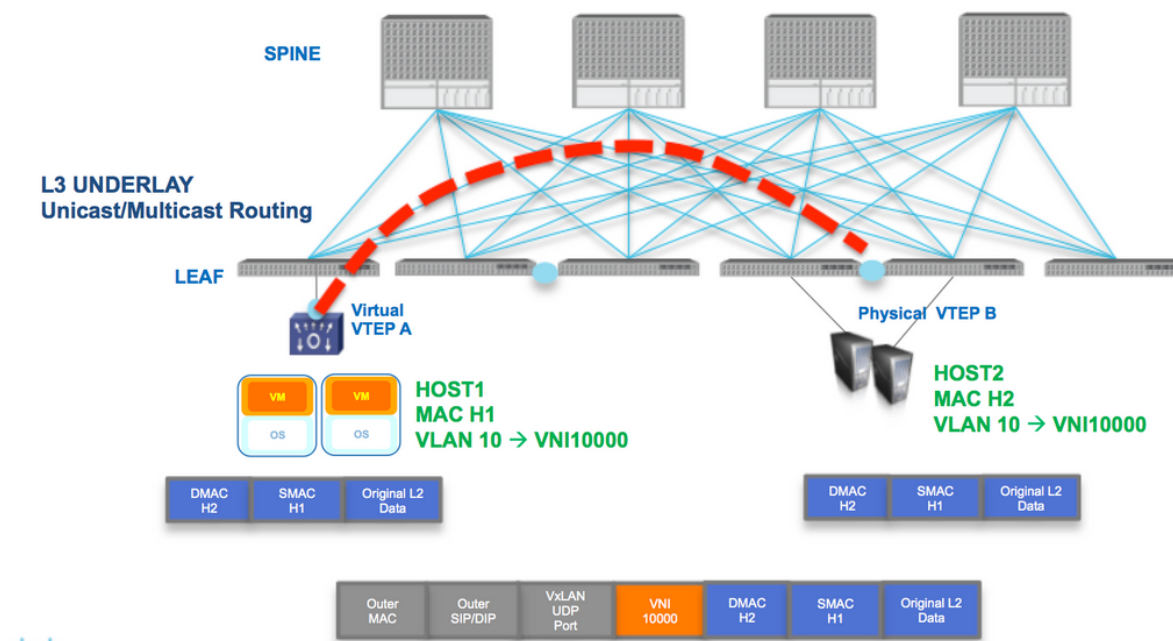 SPINE
L3 UNDERLAY
Unicast/Multicast Routing
LEAF
Virtual
VTEP A
Physical VTEP B
VM
VM
OS
OS
HOST1
MAC H1
VLAN 10 → VNI10000
HOST2
MAC H2
VLAN 10 → VNI10000
DMAC
H2
SMAC
H1
Original L2
Data
DMAC
H2
SMAC
H1
Original L2
Data
Outer
MAC
Outer
SIP/DIP
VxLAN
UDP
Port
VNI
10000
DMAC
H2
SMAC
H1
Original L2
Data